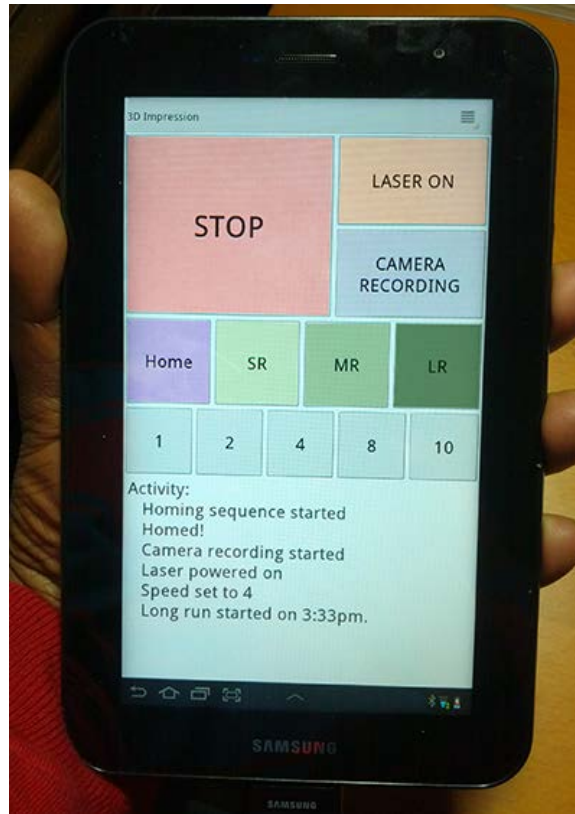 3D Impression
STOP
LASER ON
CAMERA
RECORDING
Home
SR
MR
LR
1
2
4
8
10
Activity:
Homing sequence started
Homed!
Camera recording started
Laser powered on
Speed set to 4
Long run started on 3:33pm.
SAMSUNG
SAMSUNG